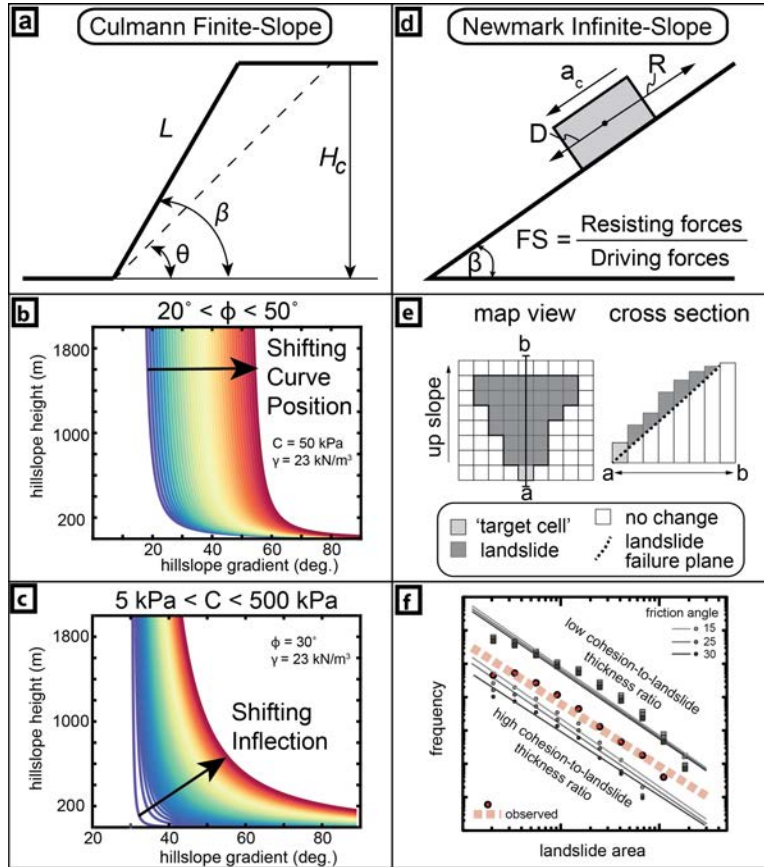 a
Culmann Finite-Slope
L
H_c
β
θ
d
Newmark Infinite-Slope
a_c
R
D
β
FS = Resisting forces / Driving forces
b
20° < ϕ < 50°
hillslope height (m)
1800
1000
200
Shifting
Curve
Position
C = 50 kPa
γ = 23 kN/m³
20 40 60 80
hillslope gradient (deg.)
e
map view
cross section
up slope
b
a
a
b
'target cell'
landslide
no change
landslide
failure plane
c
5 kPa < C < 500 kPa
hillslope height (m)
1800
1000
200
ϕ = 30°
γ = 23 kN/m³
Shifting
Inflection
20 40 60 80
hillslope gradient (deg.)
f
frequency
friction angle
15
25
30
low cohesion-to-landslide
thickness ratio
high cohesion-to-landslide
thickness ratio
observed
landslide area